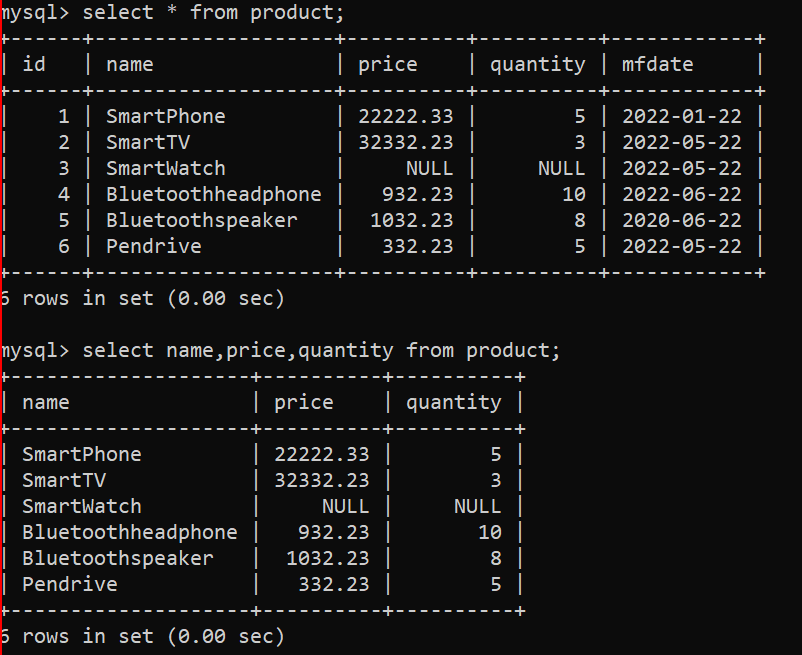 mysql> select * from product;
+------+--------------------+----------+----------+------------+
| id   | name               | price    | quantity | mfdate     |
+------+--------------------+----------+----------+------------+
|    1 | SmartPhone         | 22222.33 |        5 | 2022-01-22 |
|    2 | SmartTV            | 32332.23 |        3 | 2022-05-22 |
|    3 | SmartWatch         |     NULL |     NULL | 2022-05-22 |
|    4 | Bluetoothheadphone |   932.23 |       10 | 2022-06-22 |
|    5 | Bluetoothspeaker   |  1032.23 |        8 | 2020-06-22 |
|    6 | Pendrive           |   332.23 |        5 | 2022-05-22 |
+------+--------------------+----------+----------+------------+
6 rows in set (0.00 sec)

mysql> select name,price,quantity from product;
+--------------------+----------+----------+
| name               | price    | quantity |
+--------------------+----------+----------+
| SmartPhone         | 22222.33 |        5 |
| SmartTV            | 32332.23 |        3 |
| SmartWatch         |     NULL |     NULL |
| Bluetoothheadphone |   932.23 |       10 |
| Bluetoothspeaker   |  1032.23 |        8 |
| Pendrive           |   332.23 |        5 |
+--------------------+----------+----------+
6 rows in set (0.00 sec)